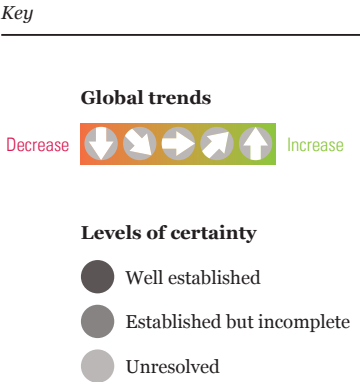 Key
Global trends
Decrease Increase
Levels of certainty
Well established
Established but incomplete
Unresolved